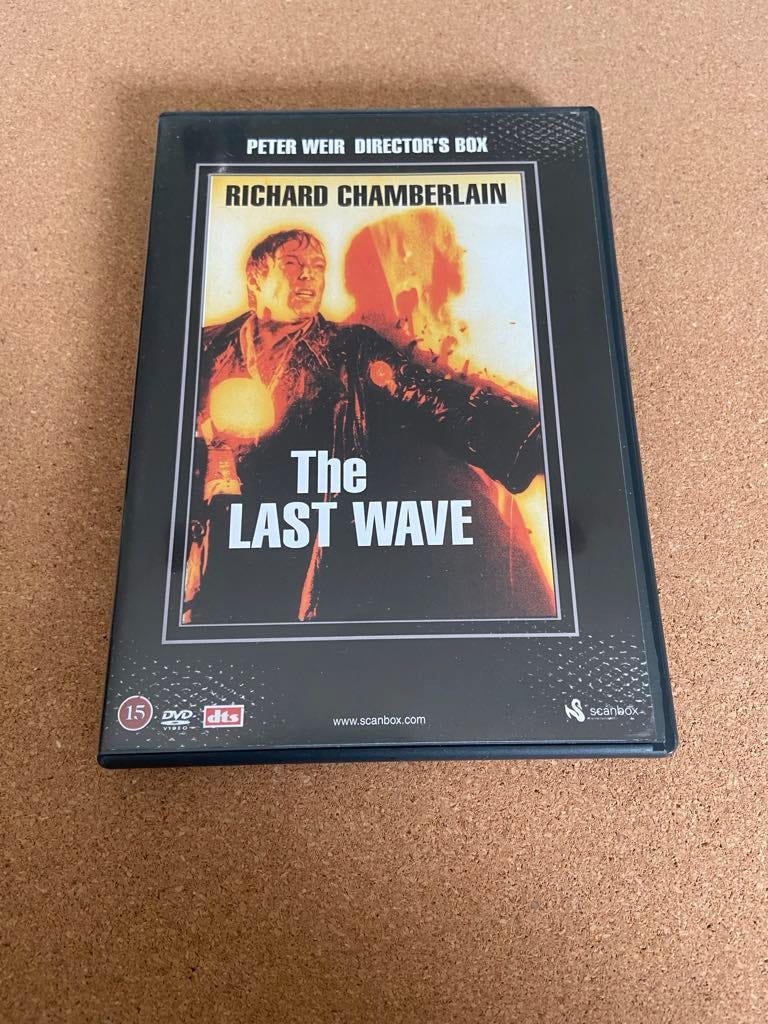 PETER WEIR DIRECTOR'S BOX
RICHARD CHAMBERLAIN
The
LAST WAVE
15
DVD
VIDEO
dts
www.scanbox.com
scanbox